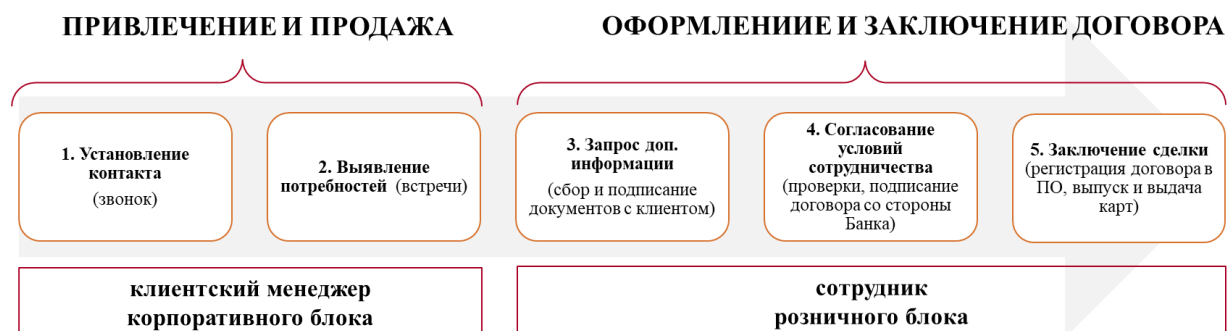 ПРИВЛЕЧЕНИЕ И ПРОДАЖА
ОФОРМЛЕНИИЕ И ЗАКЛЮЧЕНИЕ ДОГОВОРА
1. Установление
контакта
(звонок)
2. Выявление
потребностей (встречи)
3. Запрос доп.
информации
(сбор и подписание
документов с клиентом)
4. Согласование
условий
сотрудничества
(проверки, подписание
договора со стороны
Банка)
5. Заключение сделки
(регистрация договора в
ПО, выпуск и выдача
карт)
клиентский менеджер
корпоративного блока
сотрудник
розничного блока